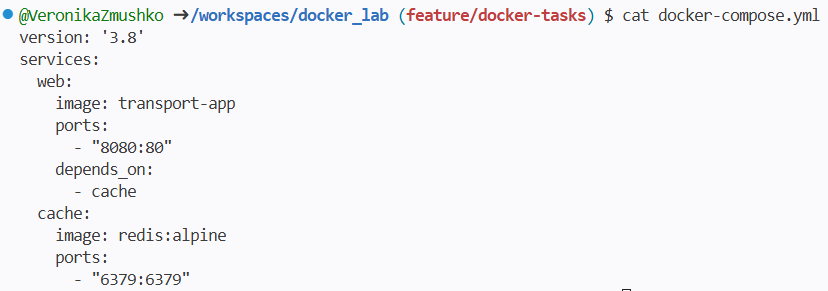 @VeronikaZmushko ➜/workspaces/docker_lab (feature/docker-tasks) $ cat docker-compose.yml
version: '3.8'
services:
  web:
    image: transport-app
    ports:
      - "8080:80"
    depends_on:
      - cache
  cache:
    image: redis:alpine
    ports:
      - "6379:6379"